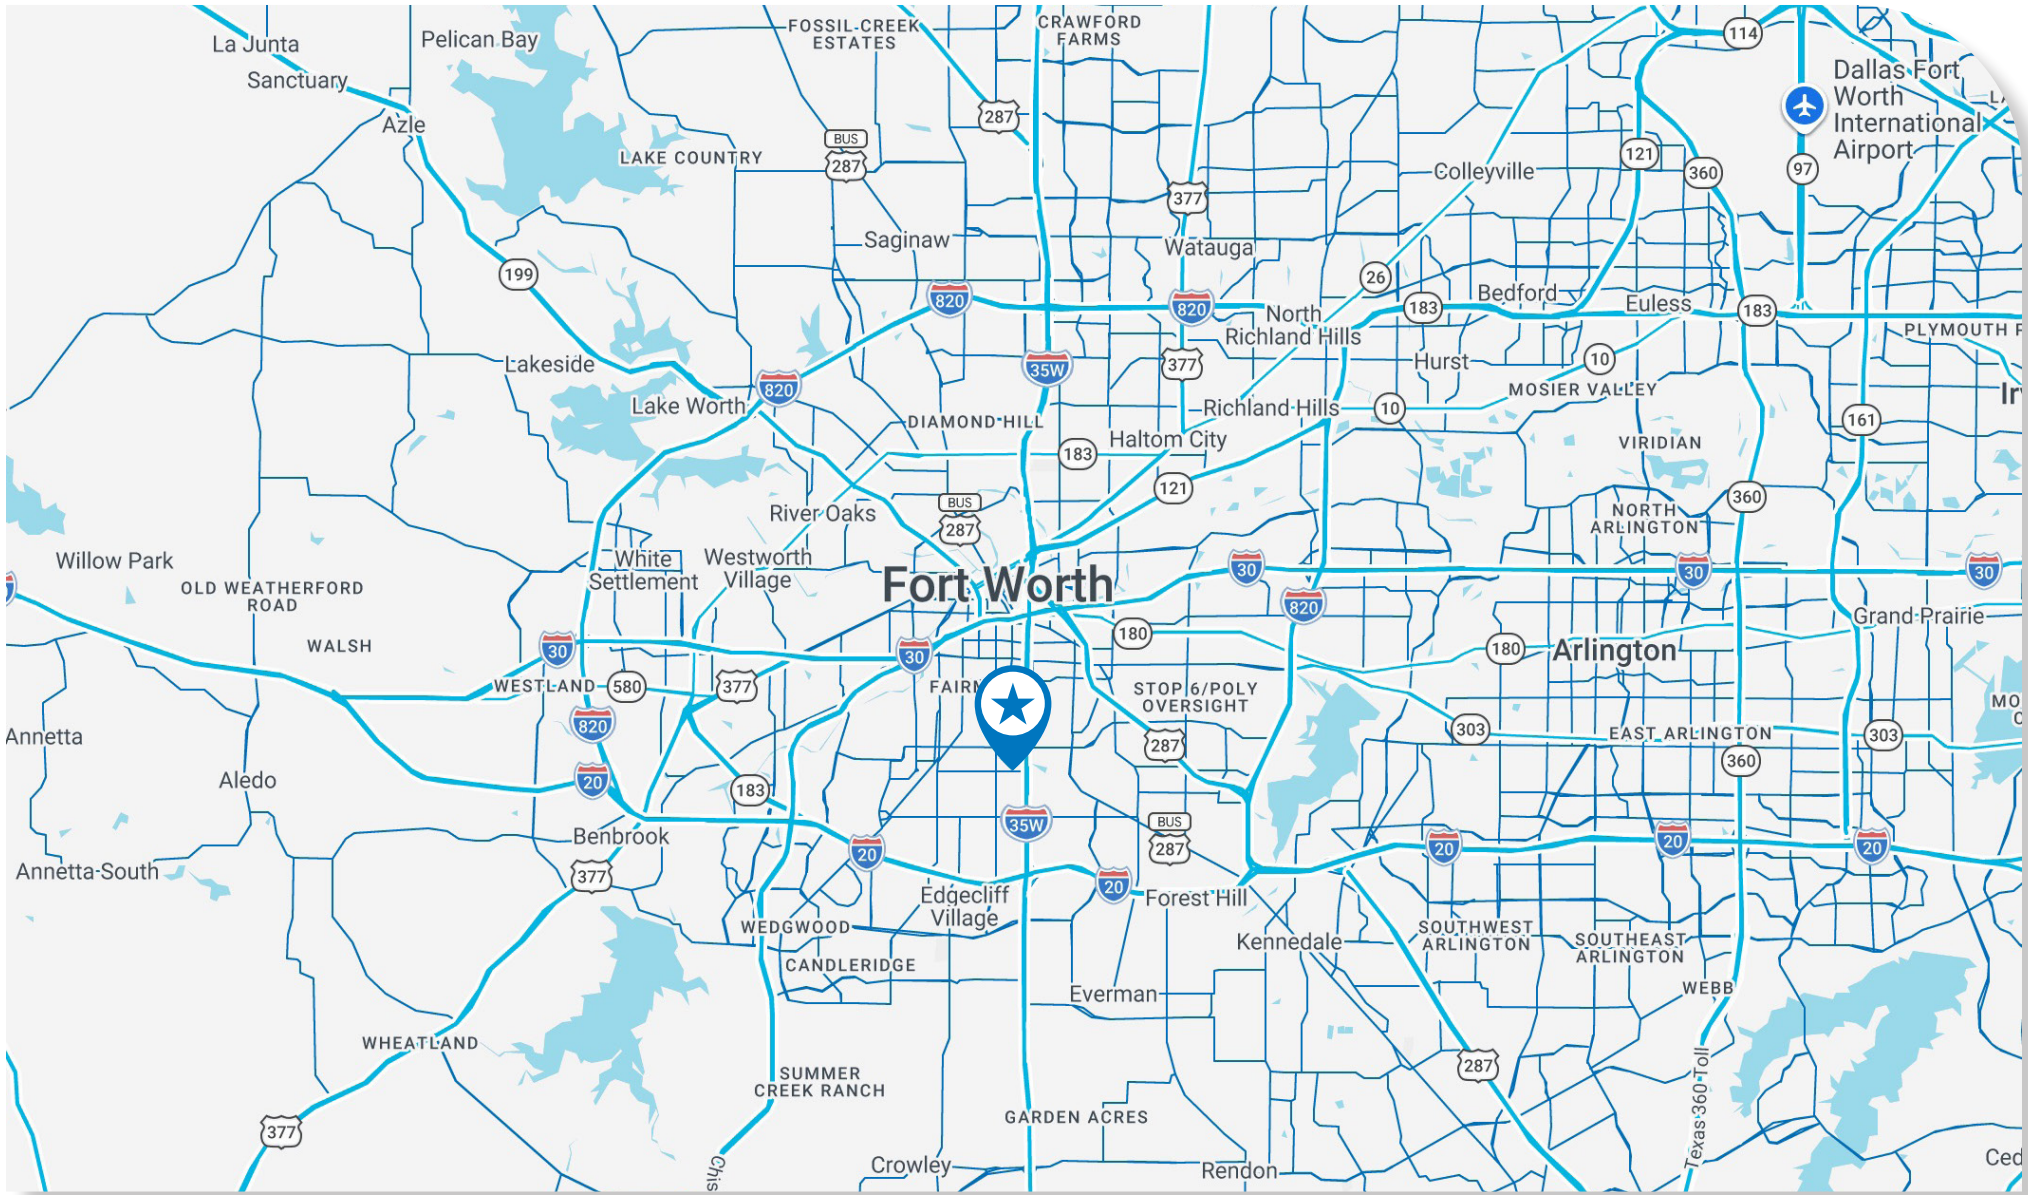 La Junta
Pelican Bay
FOSSIL-CREEK
ESTATES
CRAWFORD
FARMS
114
Sanctuary
Dallas Fort
Worth
International
Airport
Azle
287
BUS
287
LAKE COUNTRY
121
360
97
Colleyville
377
Saginaw
Watauga
199
26
820
820
183
Bedford
Euless
183
North
Richland Hills
PLYMOUTH
Lakeside
820
35W
377
Hurst
10
MOSIER VALLEY
Lake Worth
Richland Hills
10
DIAMOND HILL
161
Haltom City
VIRIDIAN
183
121
360
BUS
287
River Oaks
NORTH
ARLINGTON
Willow Park
White
Settlement
Westworth
Village
30
30
30
Fort Worth
OLD WEATHERFORD
ROAD
820
Grand Prairie
180
WALSH
30
30
180
Arlington
WESTLAND
580
377
STOP 6/POLY
OVERSIGHT
820
303
EAST ARLINGTON
303
Annetta
287
360
Aledo
20
183
35W
BUS
287
Benbrook
20
20
20
20
Annetta-South
377
20
Edgecliff
Village
Forest Hill
WEDGWOOD
Kennedale
SOUTHWEST
ARLINGTON
SOUTHEAST
ARLINGTON
CANDLERIDGE
Everman
WEBB
WHEATLAND
287
SUMMER
CREEK RANCH
Texas 360 Toll
GARDEN ACRES
377
Crowley
Rendon